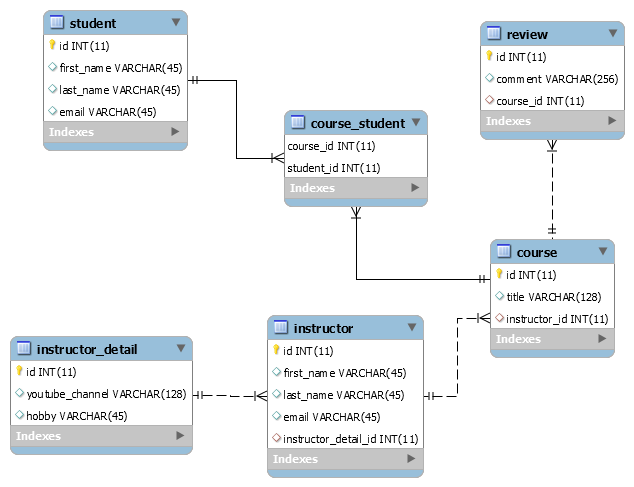 student
id INT(11)
first_name VARCHAR(45)
last_name VARCHAR(45)
email VARCHAR(45)
Indexes
review
id INT(11)
comment VARCHAR(256)
course_id INT(11)
Indexes
course_student
course_id INT(11)
student_id INT(11)
Indexes
course
id INT(11)
title VARCHAR(128)
instructor_id INT(11)
Indexes
instructor
id INT(11)
first_name VARCHAR(45)
last_name VARCHAR(45)
email VARCHAR(45)
instructor_detail_id INT(11)
Indexes
instructor_detail
id INT(11)
youtube_channel VARCHAR(128)
hobby VARCHAR(45)
Indexes